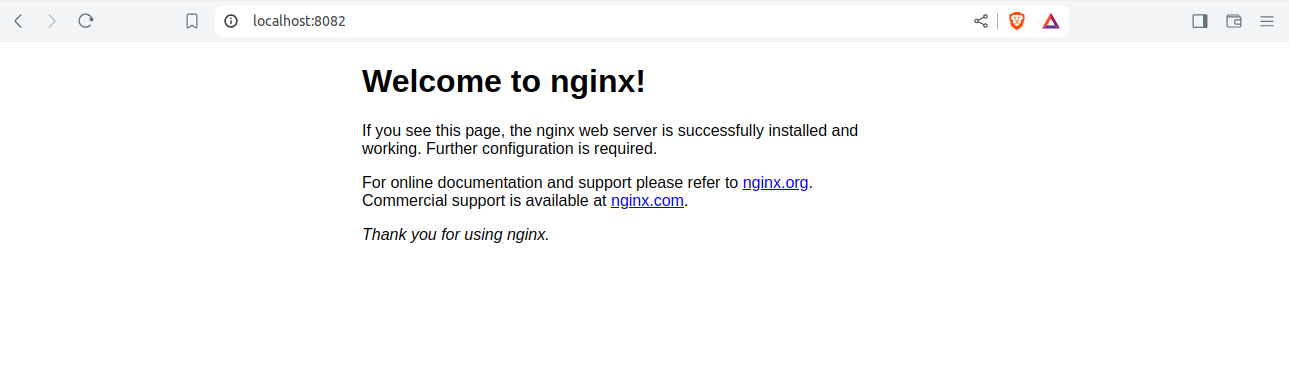 localhost:8082
Welcome to nginx!
If you see this page, the nginx web server is successfully installed and
working. Further configuration is required.
For online documentation and support please refer to nginx.org.
Commercial support is available at nginx.com.
Thank you for using nginx.